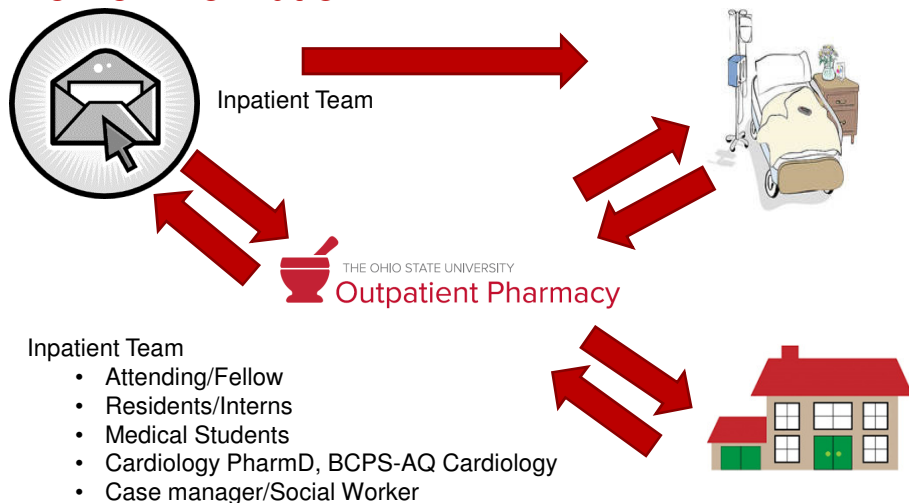 Inpatient Team
THE OHIO STATE UNIVERSITY
Outpatient Pharmacy
Inpatient Team
• Attending/Fellow
• Residents/Interns
• Medical Students
• Cardiology PharmD, BCPS-AQ Cardiology
• Case manager/Social Worker